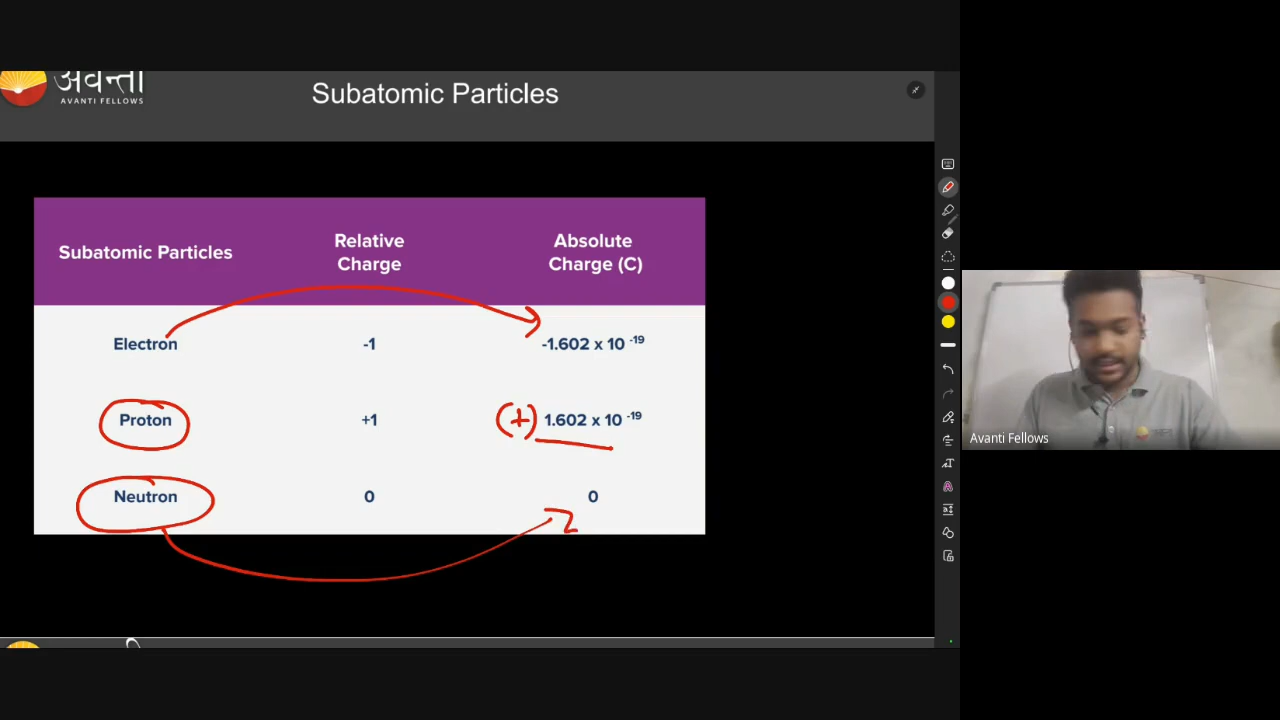 अवन्ती
AVANTI FELLOWS
Subatomic Particles
Subatomic Particles
Relative
Charge
Absolute
Charge (C)
Electron
-1
-1.602 x 10 -19
Proton
+1
(+) 1.602 x 10 -19
Neutron
0
0
Avanti Fellows